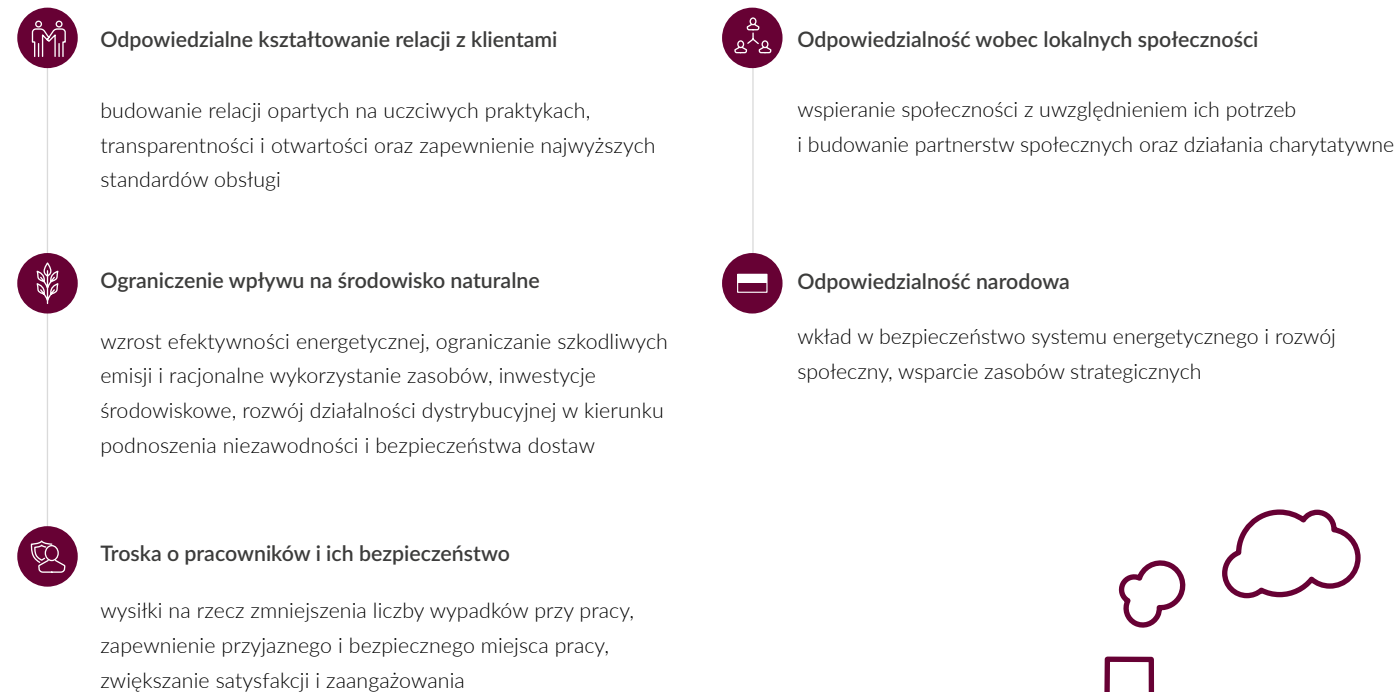 Odpowiedzialne kształtowanie relacji z klientami
budowanie relacji opartych na uczciwych praktykach,
transparentności i otwartości oraz zapewnienie najwyższych
standardów obsługi
Ograniczenie wpływu na środowisko naturalne
wzrost efektywności energetycznej, ograniczanie szkodliwych
emisji i racjonalne wykorzystanie zasobów, inwestycje
środowiskowe, rozwój działalności dystrybucyjnej w kierunku
podnoszenia niezawodności i bezpieczeństwa dostaw
Troska o pracowników i ich bezpieczeństwo
wysiłki na rzecz zmniejszenia liczby wypadków przy pracy,
zapewnienie przyjaznego i bezpiecznego miejsca pracy,
zwiększanie satysfakcji i zaangażowania
Odpowiedzialność wobec lokalnych społeczności
wspieranie społeczności z uwzględnieniem ich potrzeb
i budowanie partnerstw społecznych oraz działania charytatywne
Odpowiedzialność narodowa
wkład w bezpieczeństwo systemu energetycznego i rozwój
społeczny, wsparcie zasobów strategicznych